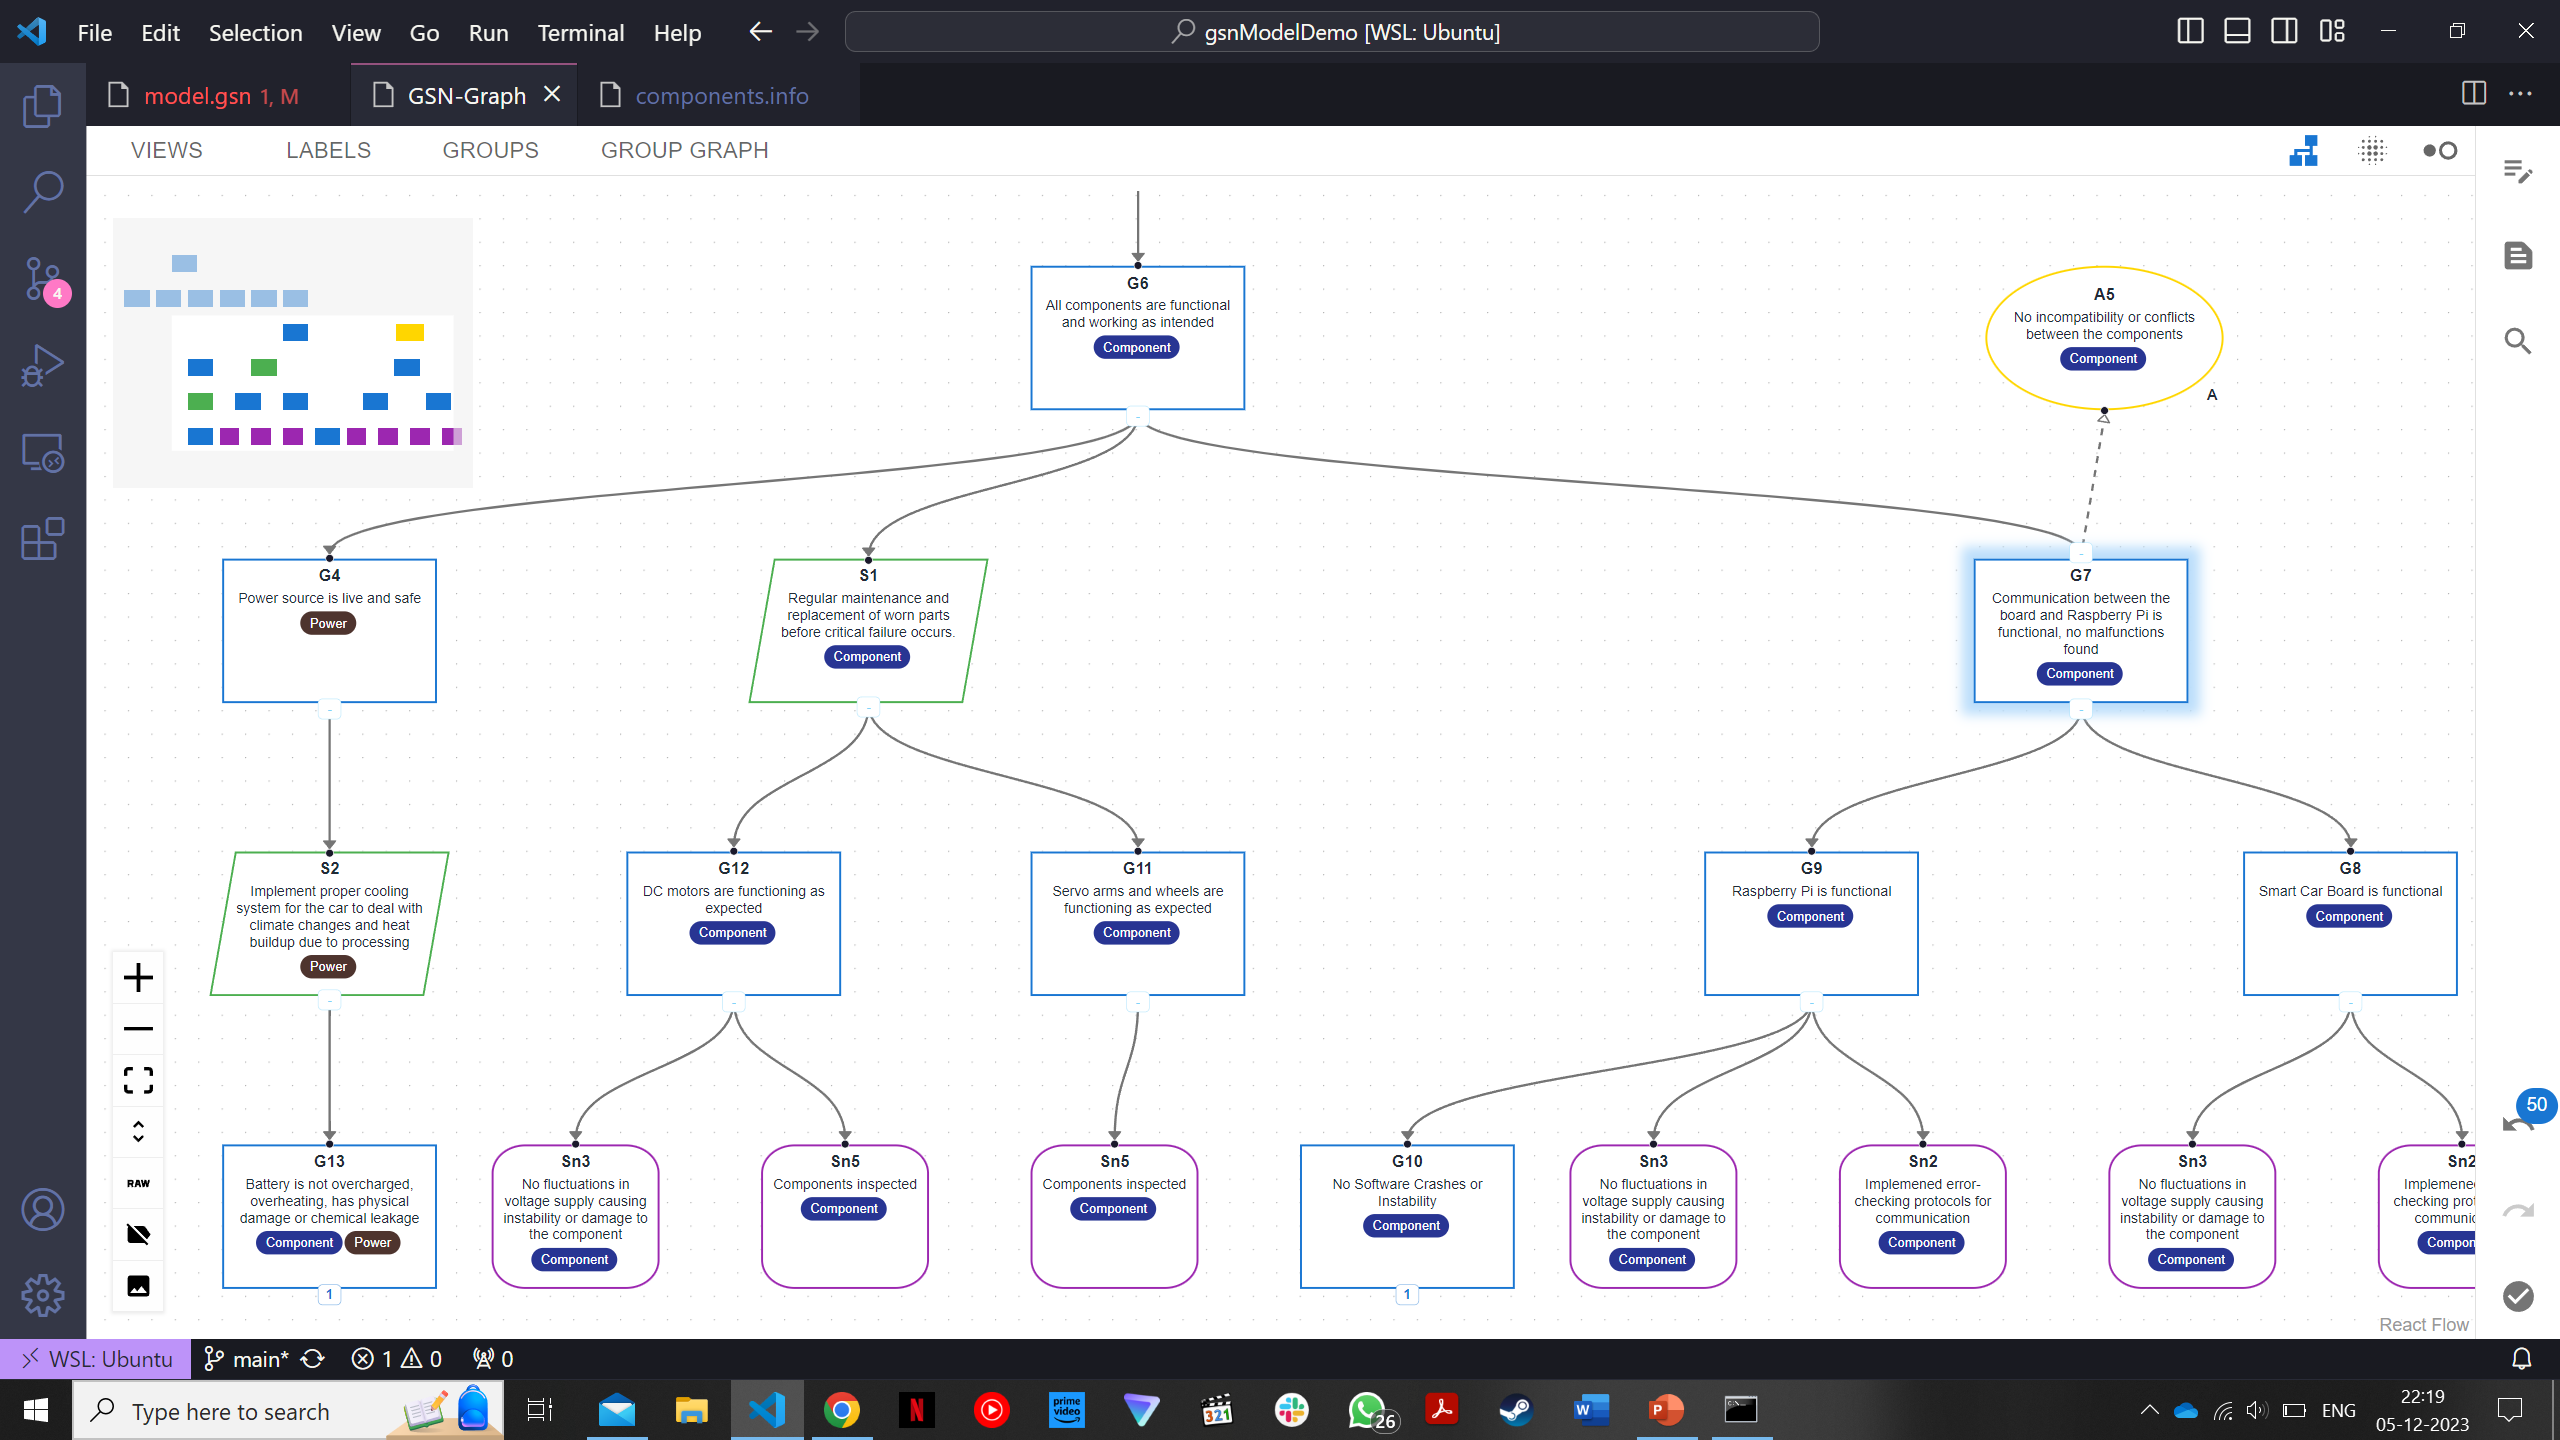 File Edit Selection View Go Run Terminal Help
gsnModelDemo [WSL: Ubuntu]
model.gsn 1, M
GSN-Graph
components.info
VIEWS LABELS GROUPS GROUP GRAPH
4
G6
All components are functional
and working as intended
Component
A5
No incompatibility or conflicts
between the components
Component
A
G4
Power source is live and safe
Power
S1
Regular maintenance and
replacement of worn parts
before critical failure occurs.
Component
G7
Communication between the
board and Raspberry Pi is
functional, no malfunctions
found
Component
S2
Implement proper cooling
system for the car to deal with
climate changes and heat
buildup due to processing
Power
G12
DC motors are functioning as
expected
Component
G11
Servo arms and wheels are
functioning as expected
Component
G9
Raspberry Pi is functional
Component
G8
Smart Car Board is functional
Component
RAW
50
G13
Battery is not overcharged,
overheating, has physical
damage or chemical leakage
Component Power
1
Sn3
No fluctuations in
voltage supply causing
instability or damage to
the component
Component
Sn5
Components inspected
Component
Sn5
Components inspected
Component
G10
No Software Crashes or
Instability
Component
1
Sn3
No fluctuations in
voltage supply causing
instability or damage to
the component
Component
Sn2
Implemened error-
checking protocols for
communication
Component
Sn3
No fluctuations in
voltage supply causing
instability or damage to
the component
Component
Sn2
Implemene
checking pro
communic
Compon
React Flow
WSL: Ubuntu main* 1 0 0
Type here to search
N
prime
video
321
26
W
P
ENG
22:19
05-12-2023